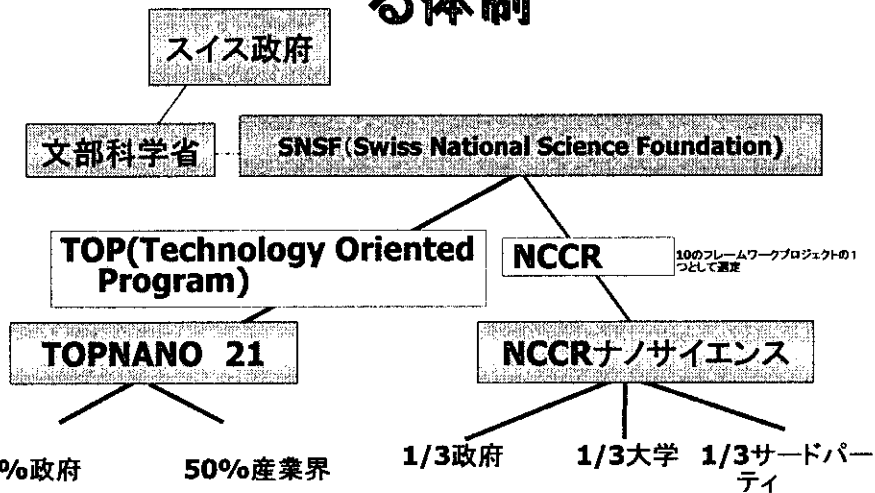 る体制
スイス政府
文部科学省
SNSF(Swiss National Science Foundation)
TOP(Technology Oriented
Program)
NCCR
10のフレームワークプロジェクトの1
つとして選定
TOPNANO 21
NCCRナノサイエンス
%政府
50%産業界
1/3政府
1/3大学
1/3サードパー
ティ